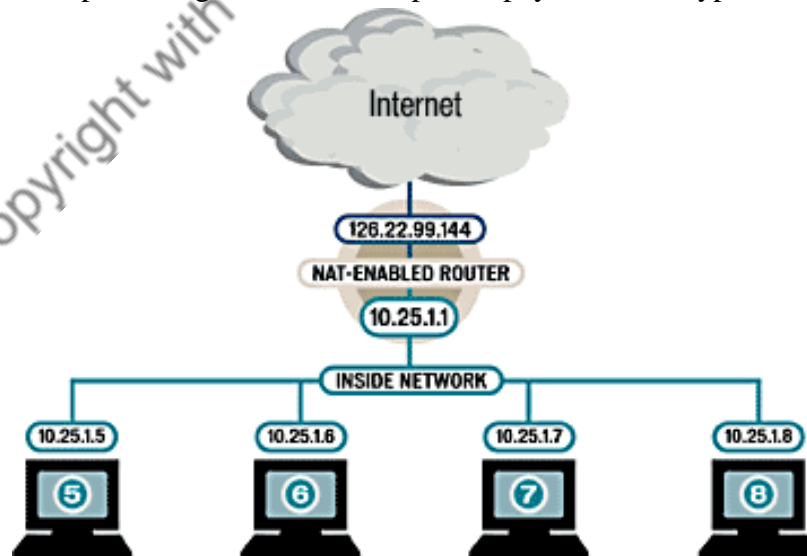 opyright with
Internet
126.22.99.144
NAT-ENABLED ROUTER
10.25.1.1
INSIDE NETWORK
10.25.1.5
10.25.1.6
10.25.1.7
10.25.1.8
5
6
7
8